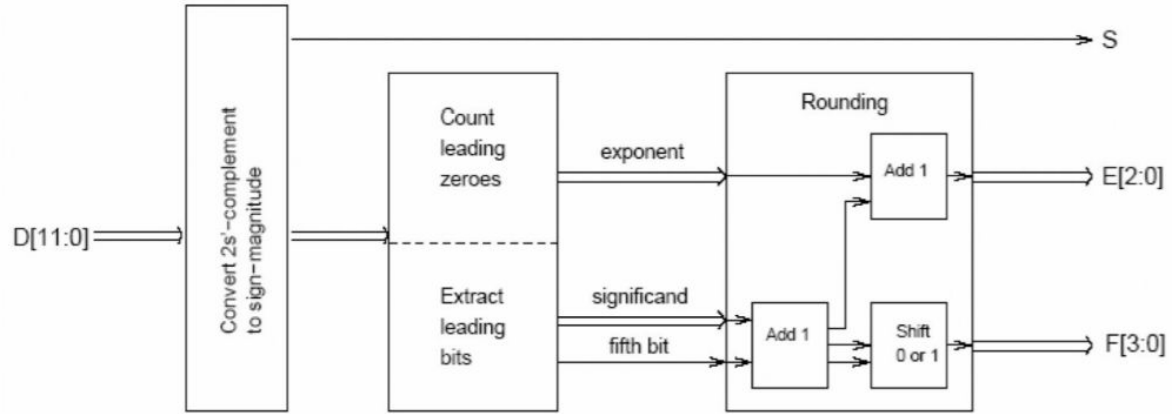 S
Convert 2s'-complement
to sign-magnitude
Count
leading
zeroes
exponent
Rounding
Add 1
E[2:0]
D[11:0]
Extract
leading
bits
significand
fifth bit
Add 1
Shift
0 or 1
F[3:0]